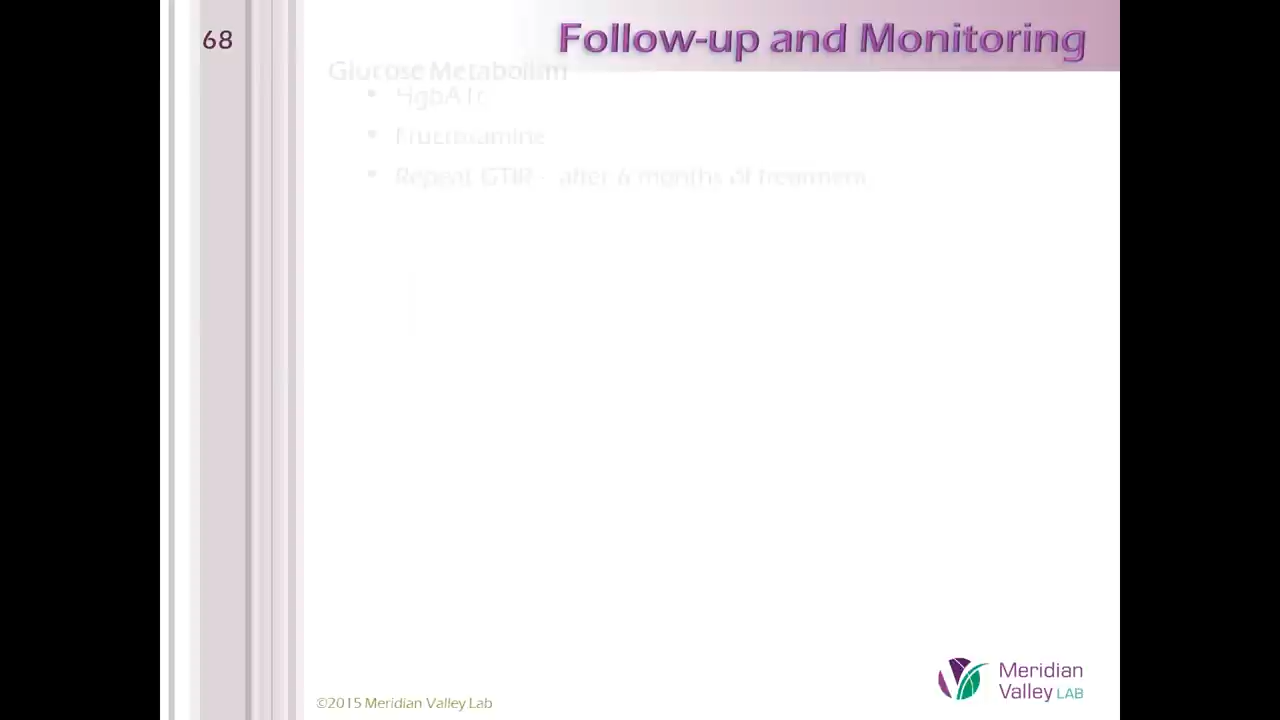 68
Follow-up and Monitoring
Glucose Metabolim
• HgbA1c
• Fructosamine
• Repeat GTIR - after 6 months of treatment
©2015 Meridian Valley Lab
Meridian
Valley LAB